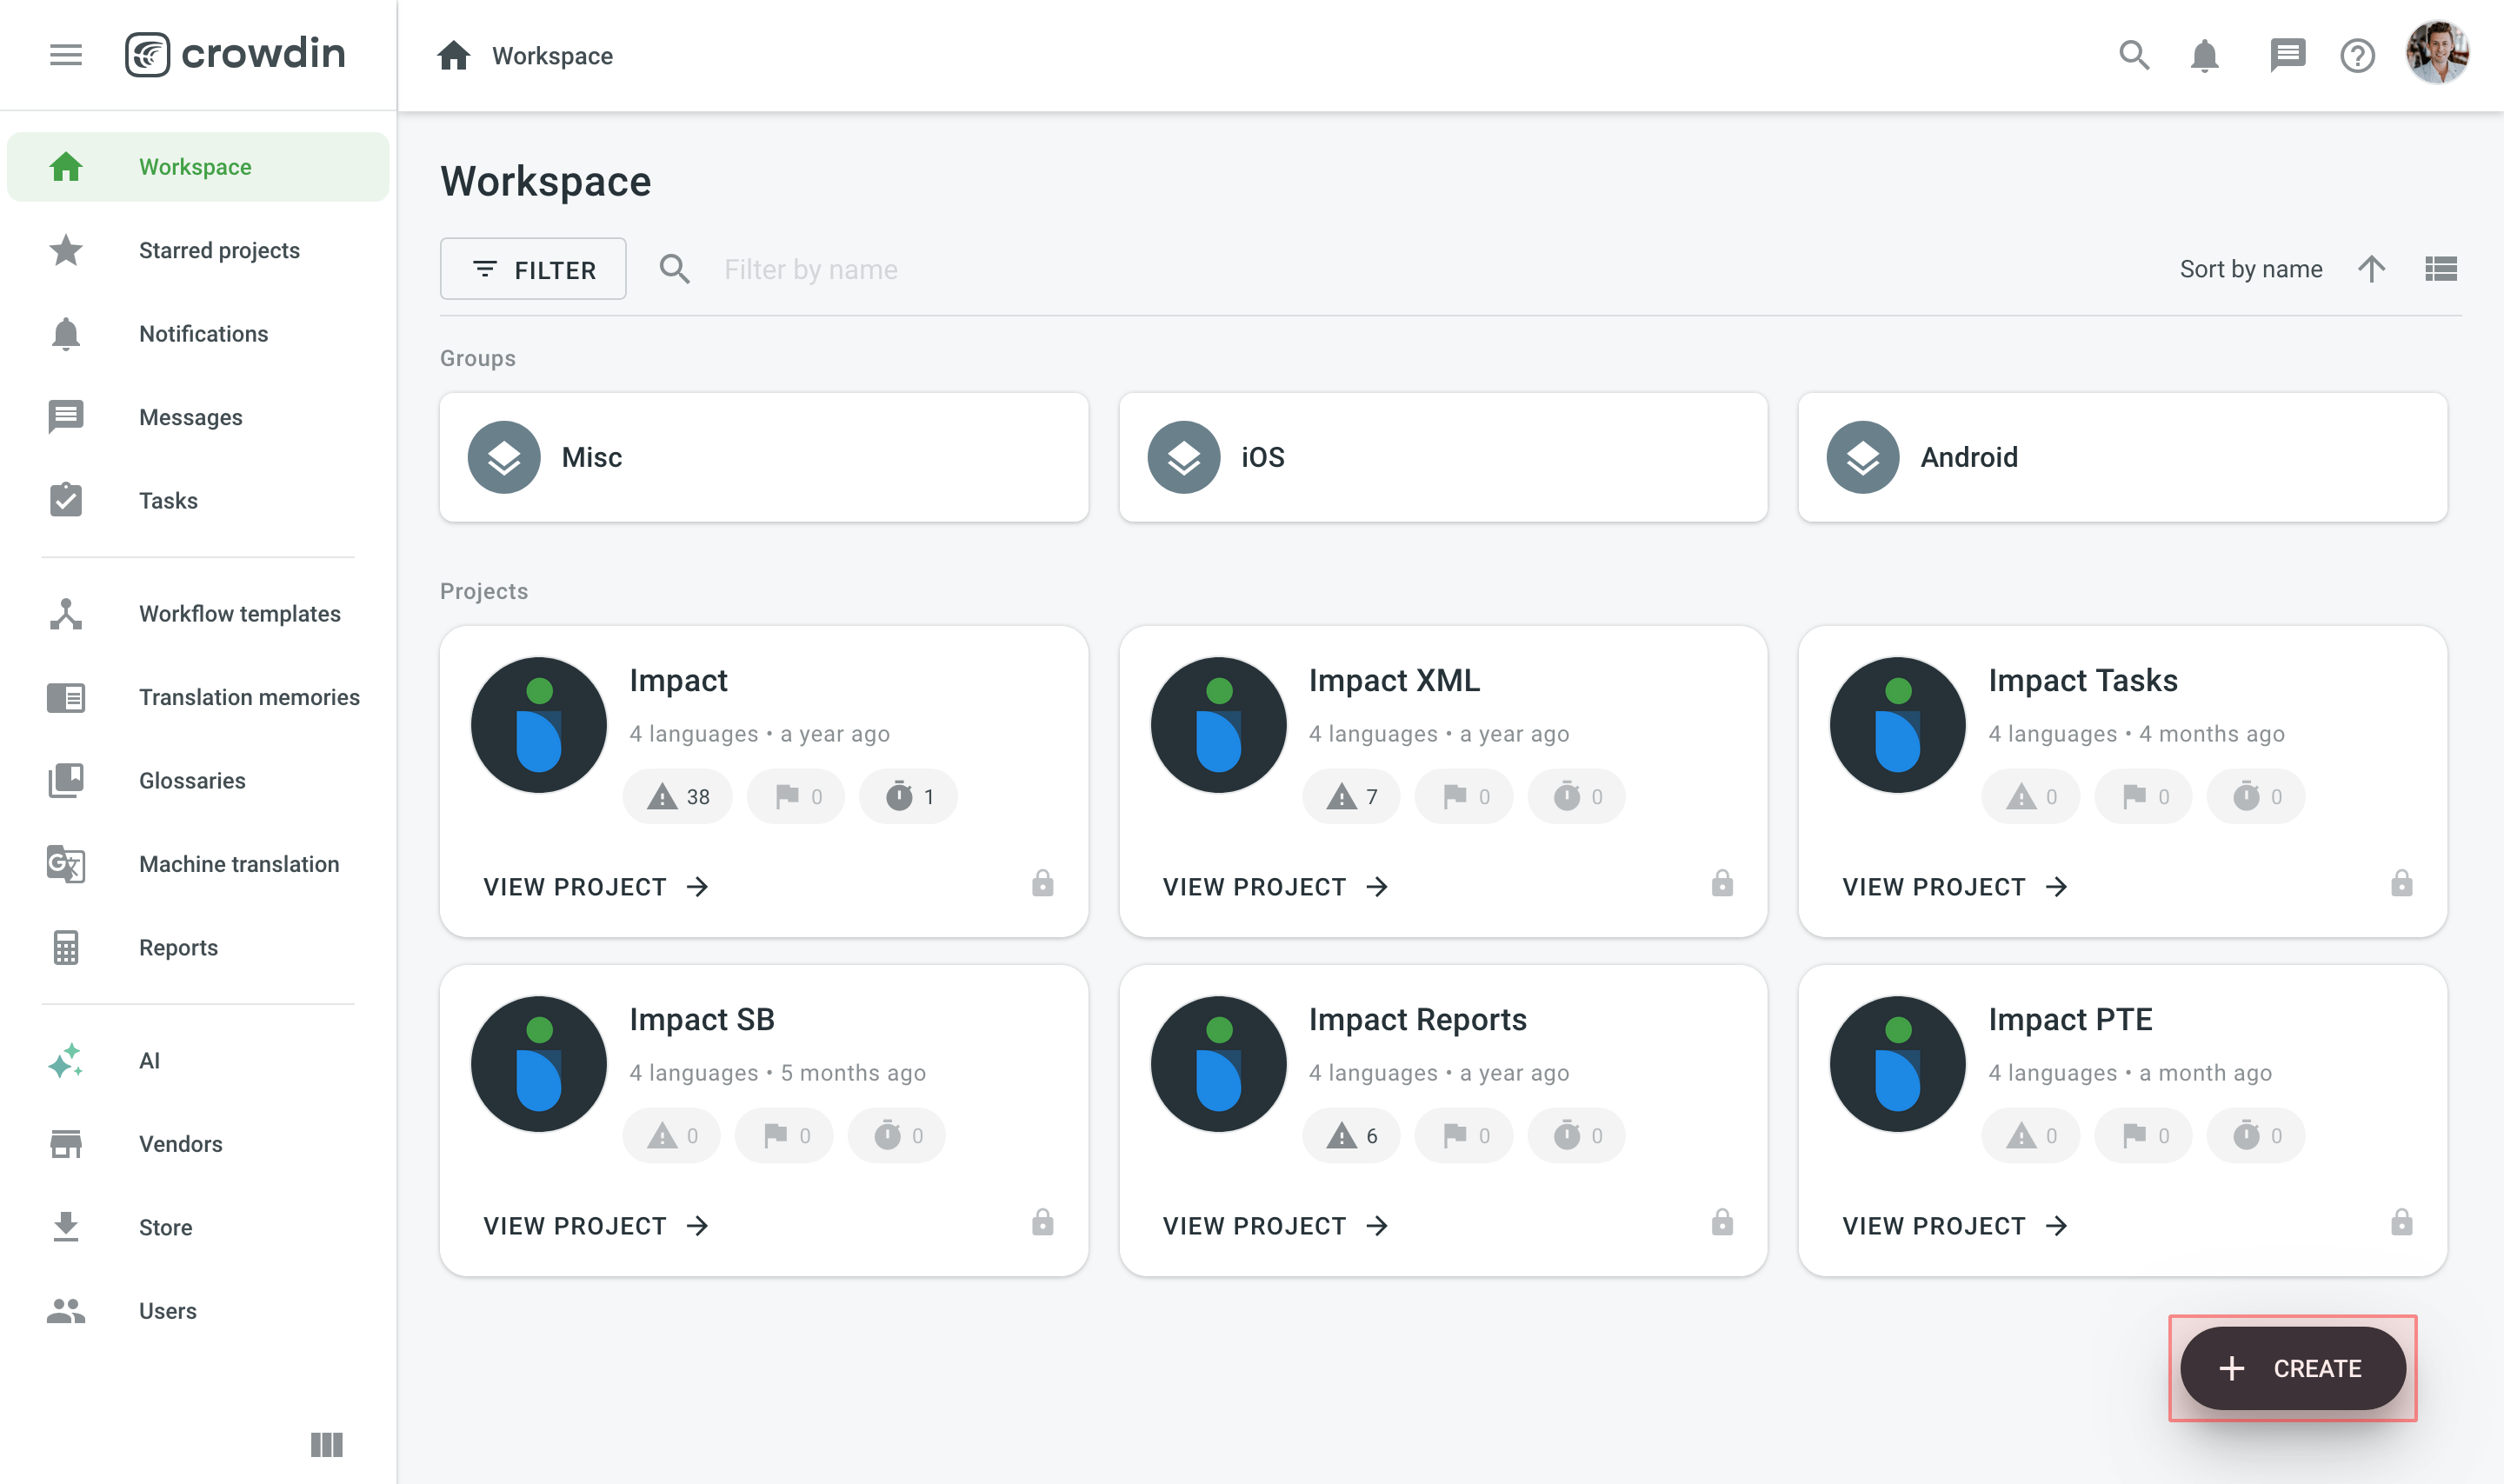 crowdin
Workspace
Workspace
Starred projects
Notifications
Messages
Tasks
Workflow templates
Translation memories
Glossaries
Machine translation
Reports
AI
Vendors
Store
Users
Workspace
FILTER
Filter by name
Sort by name
Groups
Misc
iOS
Android
Projects
Impact
4 languages • a year ago
38 0 1
VIEW PROJECT
Impact XML
4 languages • a year ago
7 0 0
VIEW PROJECT
Impact Tasks
4 languages • 4 months ago
0 0 0
VIEW PROJECT
Impact SB
4 languages • 5 months ago
0 0 0
VIEW PROJECT
Impact Reports
4 languages • a year ago
6 0 0
VIEW PROJECT
Impact PTE
4 languages • a month ago
0 0 0
VIEW PROJECT
CREATE